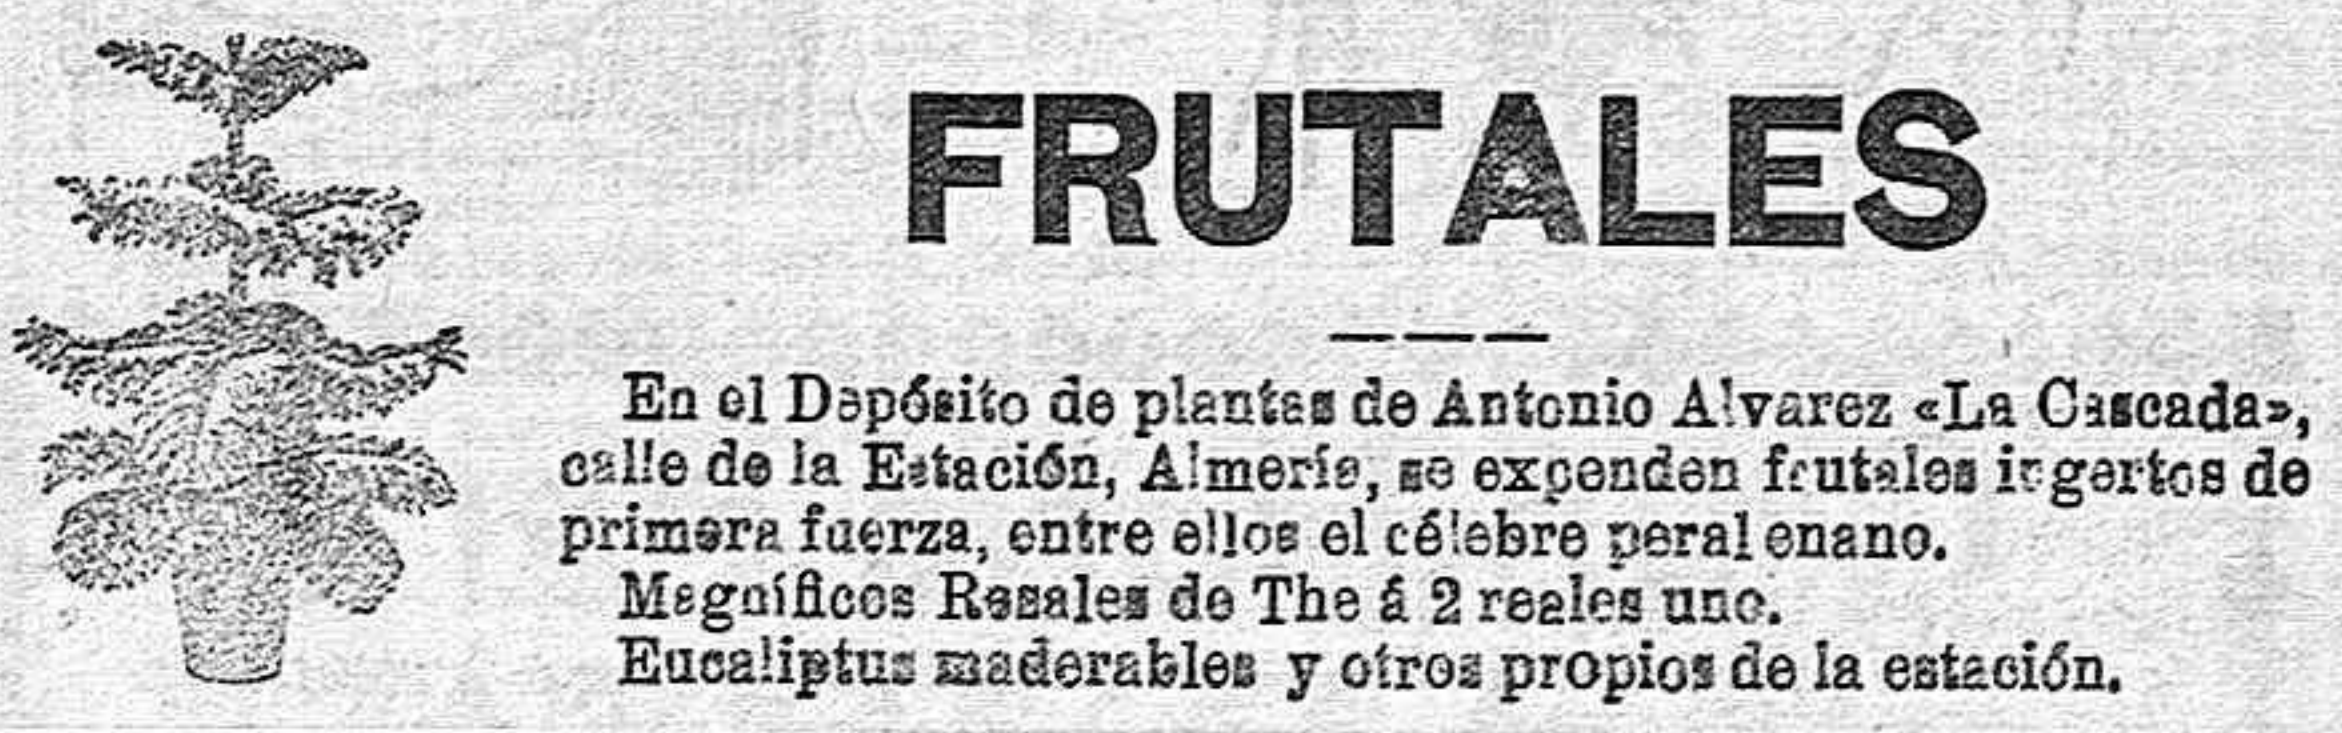 FRUTALES
En el Depósito de plantas de Antonio Alvarez «La Cascada»,
calle de la Estación, Almería, se expenden frutales ingertos de
primera fuerza, entre ellos el célebre peral enano.
Magníficos Rosales de The á 2 reales uno.
Eucaliptus maderables y otros propios de la estación.